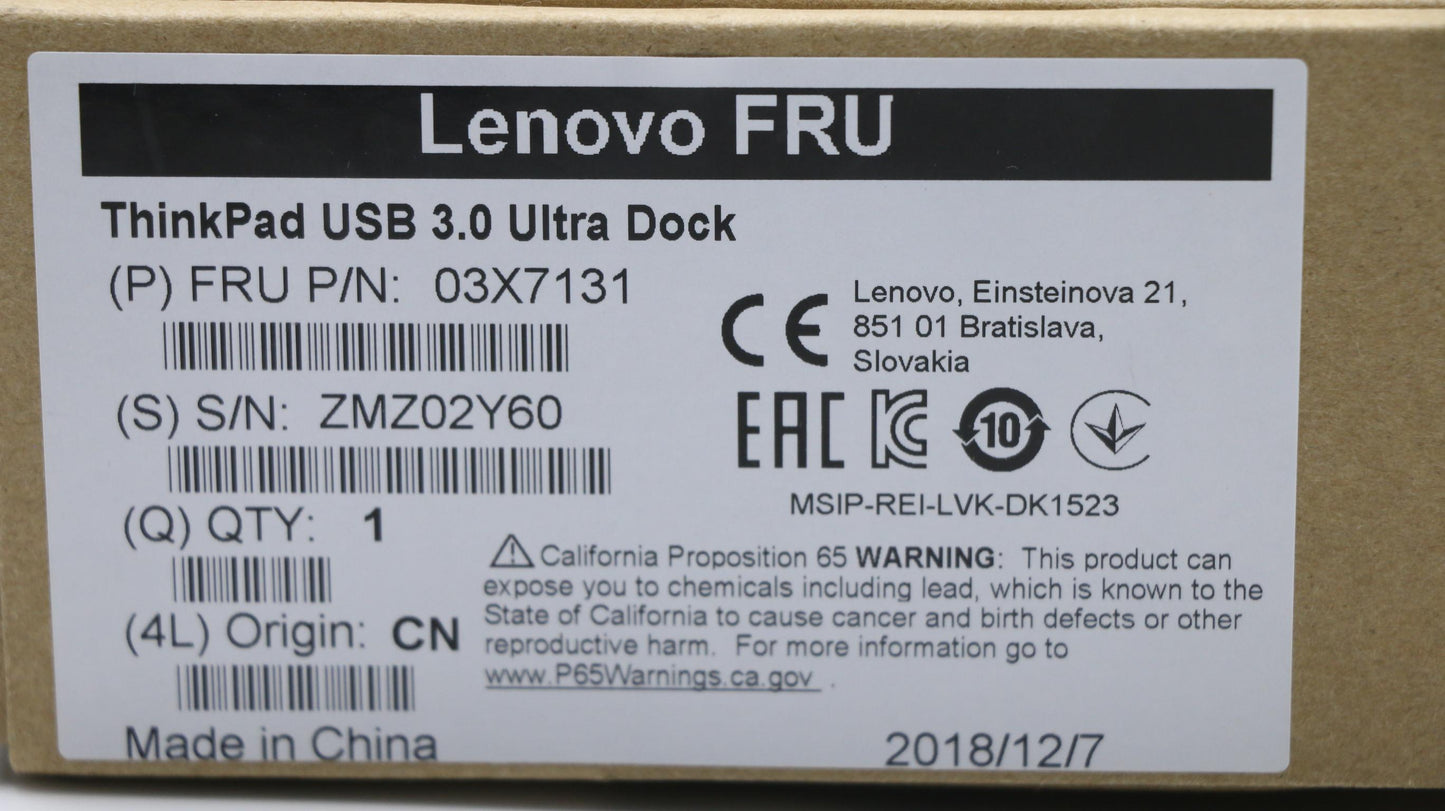 Lenovo FRU
ThinkPad USB 3.0 Ultra Dock
(P) FRU P/N: 03X7131
Lenovo, Einsteinova 21,
851 01 Bratislava,
Slovakia
CE
(S) S/N: ZMZ02Y60
EAC KC 10
MSIP-REI-LVK-DK1523
(Q) QTY: 1
California Proposition 65 WARNING: This product can
expose you to chemicals including lead, which is known to the
State of California to cause cancer and birth defects or other
reproductive harm. For more information go to
www.P65Warnings.ca.gov .
(4L) Origin: CN
Made in China
2018/12/7